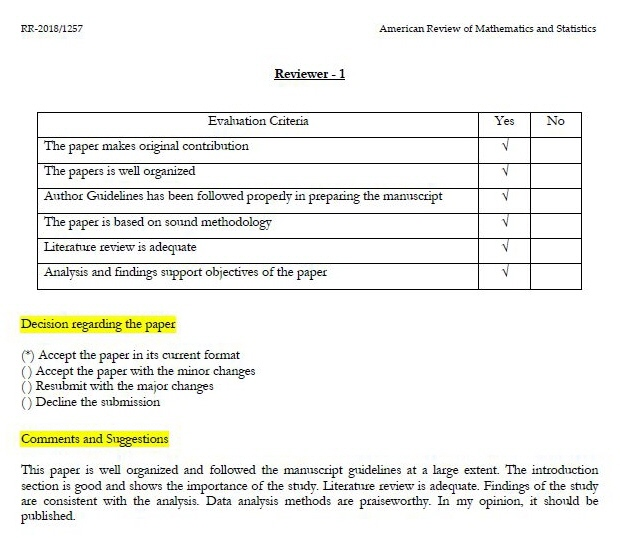 RR-2018/1257 American Review of Mathematics and Statistics
Reviewer - 1
Evaluation Criteria Yes No
The paper makes original contribution √
The papers is well organized √
Author Guidelines has been followed properly in preparing the manuscript √
The paper is based on sound methodology √
Literature review is adequate √
Analysis and findings support objectives of the paper √
Decision regarding the paper
(*) Accept the paper in its current format
() Accept the paper with the minor changes
() Resubmit with the major changes
() Decline the submission
Comments and Suggestions
This paper is well organized and followed the manuscript guidelines at a large extent. The introduction
section is good and shows the importance of the study. Literature review is adequate. Findings of the study
are consistent with the analysis. Data analysis methods are praiseworthy. In my opinion, it should be
published.